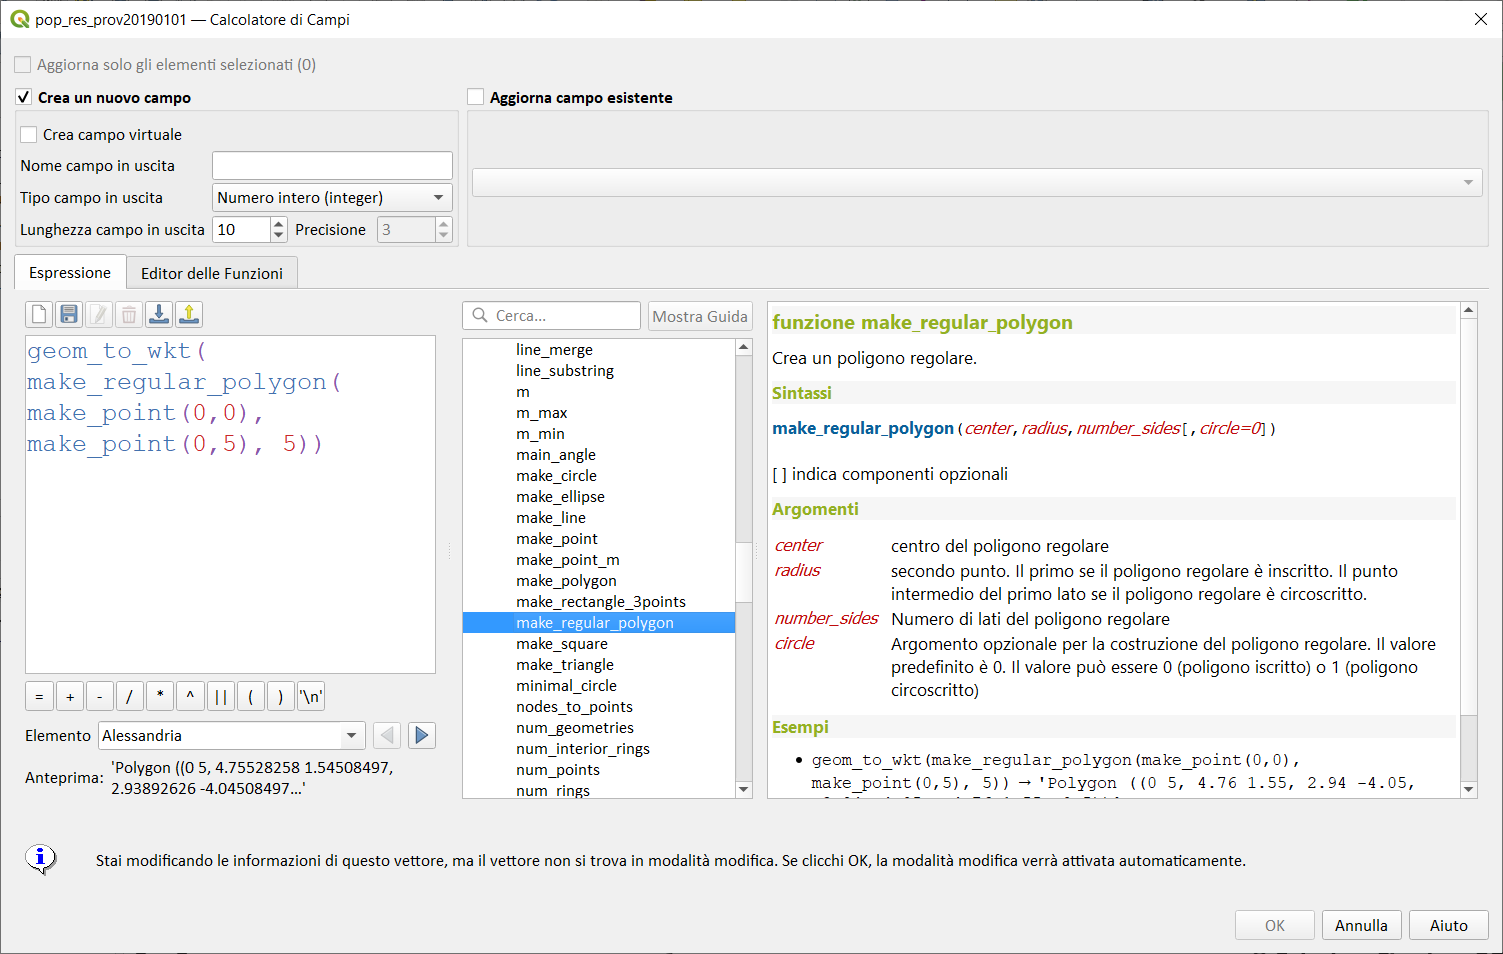 pop_res_prov20190101 — Calcolatore di Campi
Aggiorna solo gli elementi selezionati (0)
Crea un nuovo campo
Aggiorna campo esistente
Crea campo virtuale
Nome campo in uscita
Tipo campo in uscita Numero intero (integer)
Lunghezza campo in uscita 10 Precisione 3
Espressione Editor delle Funzioni
geom_to_wkt(
make_regular_polygon(
make_point(0,0),
make_point(0,5), 5))
= + - / * ^ || ( ) '\n'
Elemento Alessandria
Anteprima: 'Polygon ((0 5, 4.75528258 1.54508497,
2.93892626 -4.04508497...'
Cerca... Mostra Guida
line_merge
line_substring
m
m_max
m_min
main_angle
make_circle
make_ellipse
make_line
make_point
make_point_m
make_polygon
make_rectangle_3points
make_regular_polygon
make_square
make_triangle
minimal_circle
nodes_to_points
num_geometries
num_interior_rings
num_points
num_rings
funzione make_regular_polygon
Crea un poligono regolare.
Sintassi
make_regular_polygon(center,radius,number_sides[,circle=0])
[ ] indica componenti opzionali
Argomenti
center centro del poligono regolare
radius secondo punto. Il primo se il poligono regolare è inscritto. Il punto
intermedio del primo lato se il poligono regolare è circoscritto.
number_sides Numero di lati del poligono regolare
circle Argomento opzionale per la costruzione del poligono regolare. Il valore
predefinito è 0. Il valore può essere 0 (poligono iscritto) o 1 (poligono
circoscritto)
Esempi
• geom_to_wkt(make_regular_polygon(make_point(0,0),
make_point(0,5), 5)) → 'Polygon ((0 5, 4.76 1.55, 2.94 -4.05,
Stai modificando le informazioni di questo vettore, ma il vettore non si trova in modalità modifica. Se clicchi OK, la modalità modifica verrà attivata automaticamente.
OK Annulla Aiuto